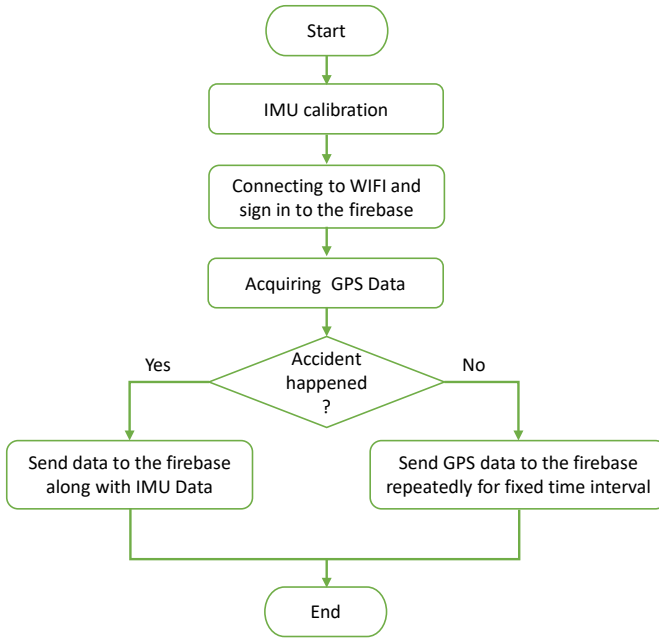 Start
IMU calibration
Connecting to WIFI and
sign in to the firebase
Acquiring GPS Data
Accident
happened
?
Yes
No
Send data to the firebase
along with IMU Data
Send GPS data to the firebase
repeatedly for fixed time interval
End